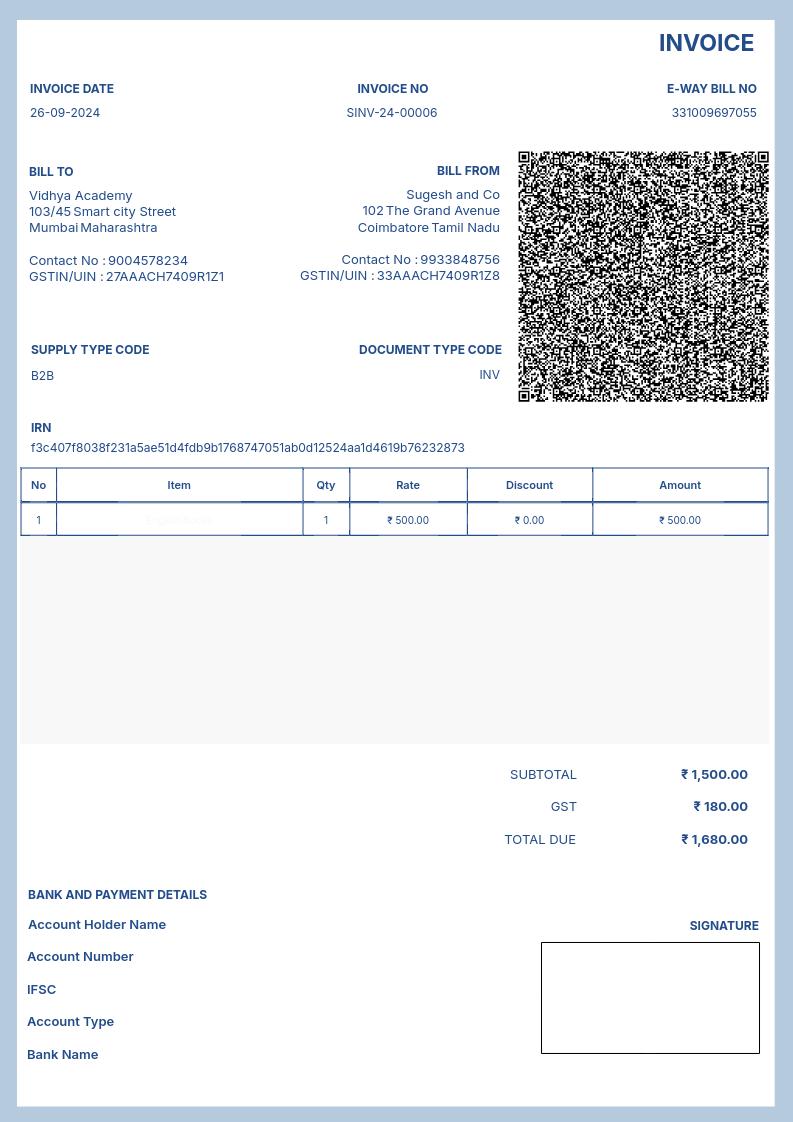 INVOICE
INVOICE DATE INVOICE NO E-WAY BILL NO
26-09-2024 SINV-24-00006 331009697055
BILL TO
Vidhya Academy
103/45 Smart city Street
Mumbai Maharashtra
Contact No : 9004578234
GSTIN/UIN : 27AAACH7409R1Z1
BILL FROM
Sugesh and Co
102 The Grand Avenue
Coimbatore Tamil Nadu
Contact No : 9933848756
GSTIN/UIN : 33AAACH7409R1Z8
SUPPLY TYPE CODE DOCUMENT TYPE CODE
B2B INV
IRN
f3c407f8038f231a5ae51d4fdb9b1768747051ab0d12524aa1d4619b76232873
No Item Qty Rate Discount Amount
1 1 ₹ 500.00 ₹ 0.00 ₹ 500.00
SUBTOTAL ₹ 1,500.00
GST ₹ 180.00
TOTAL DUE ₹ 1,680.00
BANK AND PAYMENT DETAILS
Account Holder Name
Account Number
IFSC
Account Type
Bank Name
SIGNATURE